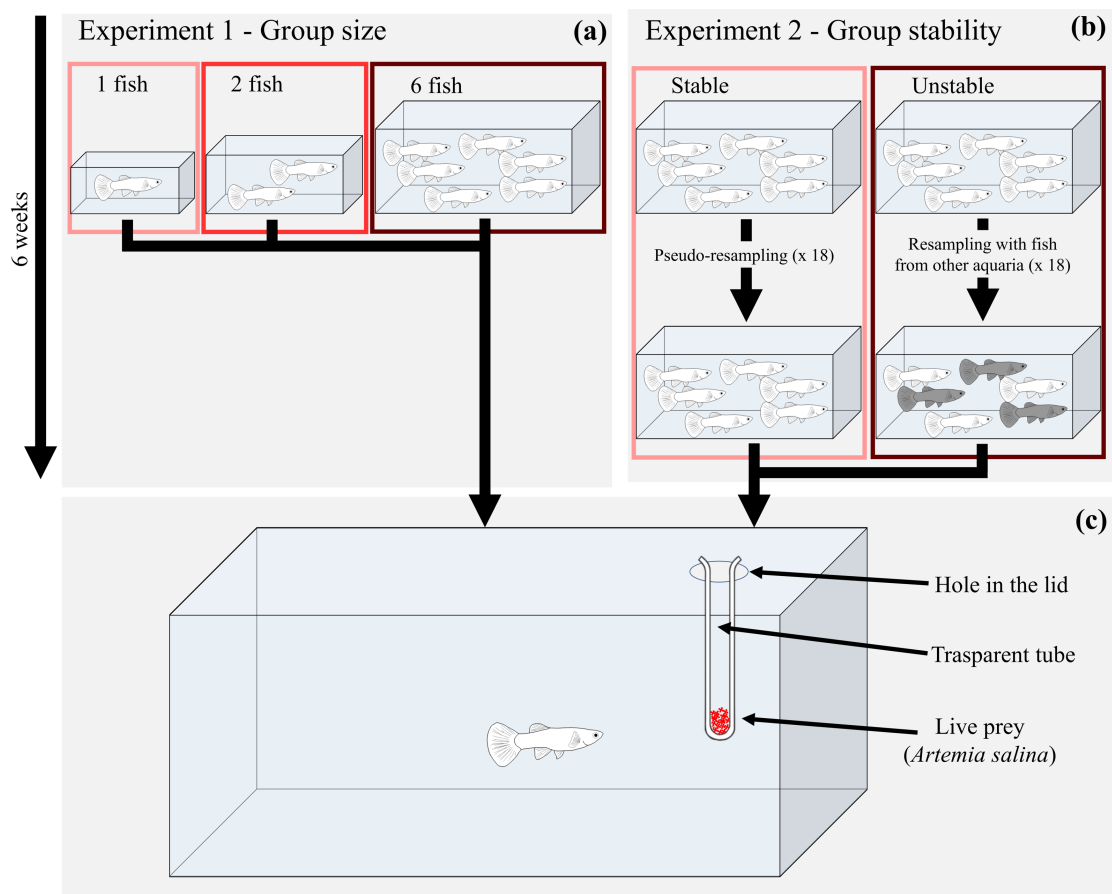 Experiment 1 - Group size
(a)
1 fish
2 fish
6 fish
6 weeks
Experiment 2 - Group stability
(b)
Stable
Unstable
Pseudo-resampling (x 18)
Resampling with fish
from other aquaria (x 18)
(c)
Hole in the lid
Trasparent tube
Live prey
(Artemia salina)